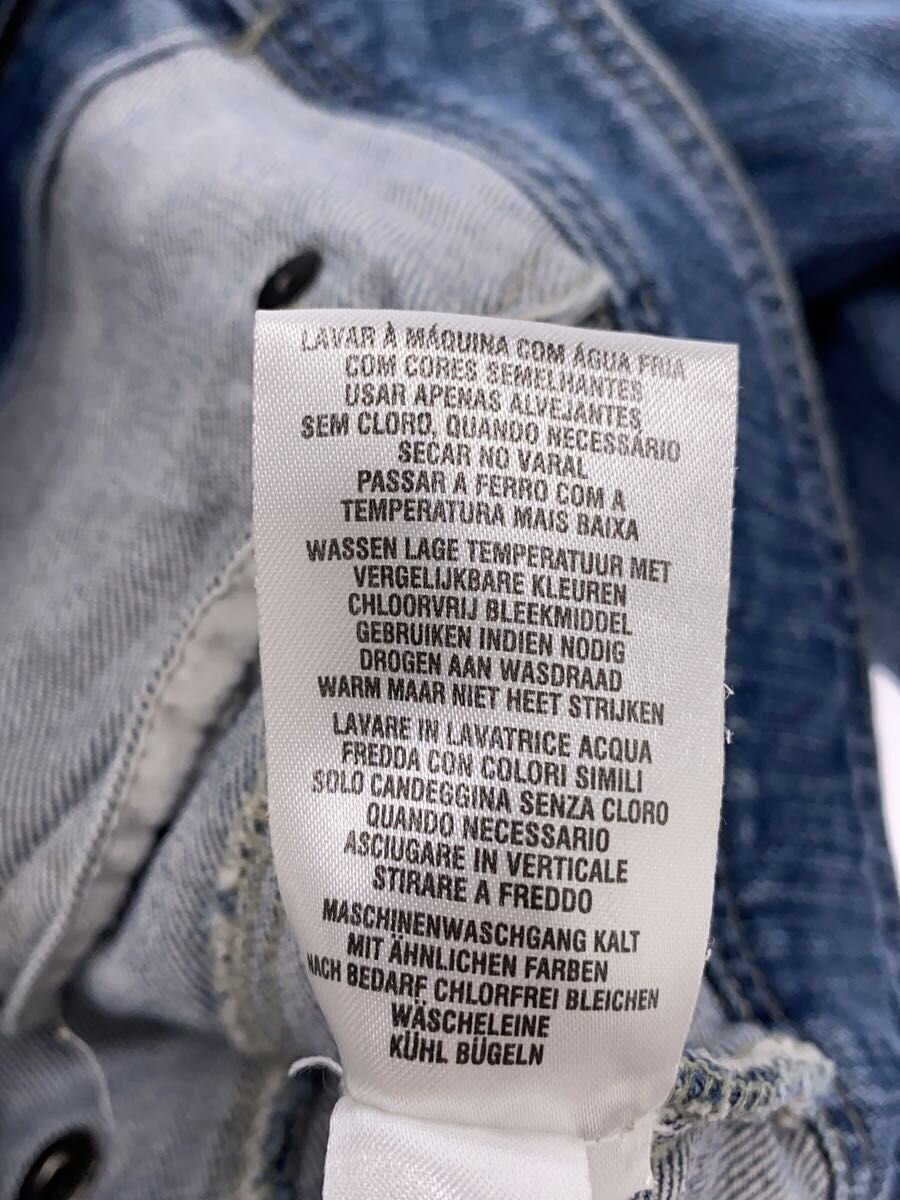 LAVAR À MÁQUINA COM ÁGUA FRIA
COM CORES SEMELHANTES
USAR APENAS ALVEJANTES
SEM CLORO, QUANDO NECESSÁRIO
SECAR NO VARAL
PASSAR A FERRO COM A
TEMPERATURA MAIS BAIXA
WASSEN LAGE TEMPERATUUR MET
VERGELIJKBARE KLEUREN
CHLOORVRIJ BLEEKMIDDEL
GEBRUIKEN INDIEN NODIG
DROGEN AAN WASDRAAD
WARM MAAR NIET HEET STRIJKEN
LAVARE IN LAVATRICE ACQUA
FREDDA CON COLORI SIMILI
SOLO CANDEGGINA SENZA CLORO
QUANDO NECESSARIO
ASCIUGARE IN VERTICALE
STIRARE A FREDDO
MASCHINENWASCHGANG KALT
MIT ÄHNLICHEN FARBEN
NACH BEDARF CHLORFREI BLEICHEN
WÄSCHELEINE
KÜHL BÜGELN